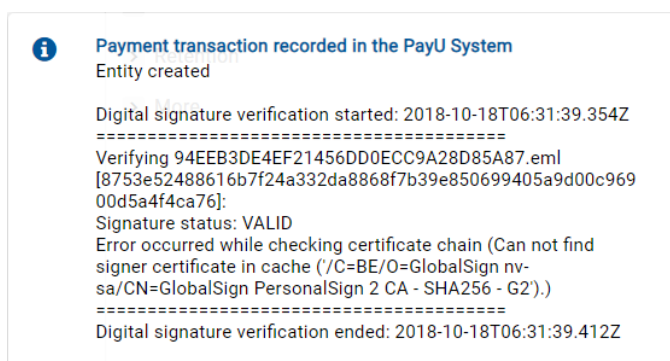 Payment transaction recorded in the PayU System
Retention
Entity created
More
Digital signature verification started: 2018-10-18T06:31:39.354Z
========================================
Verifying 94EEB3DE4EF21456DD0ECC9A28D85A87.eml
[8753e52488616b7f24a332da8868f7b39e850699405a9d00c969
00d5a4f4ca76]:
Signature status: VALID
Error occurred while checking certificate chain (Can not find
signer certificate in cache ('/C=BE/O=GlobalSign nv-
sa/CN=GlobalSign PersonalSign 2 CA - SHA256 - G2').)
========================================
Digital signature verification ended: 2018-10-18T06:31:39.412Z